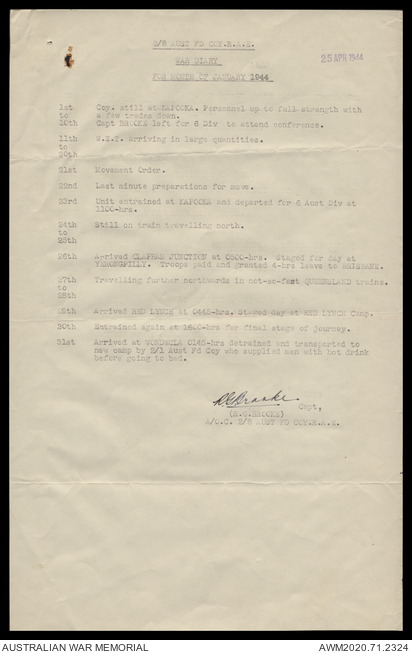 2/8 AUST FD COY.R.A.E.
WAR DIARY
25 APR 1944
FOR MONTH OF JANUARY 1944
1st Coy. still at KAPOOKA. Personnel up to full strength with
to a few trades down.
10th Capt BROOKE left for 6 Div to attend conference.
11th W.E.T. arriving in large quantities.
to
20th
21st Movement Order.
22nd Last minute preparations for move.
23rd Unit entrained at KAPOOKA and departed for 6 Aust Div at
1100-hrs.
24th Still on train travelling north.
to
25th
26th Arrived CLAPHAM JUNCTION at 0600-hrs. Staged for day at
YERONGPILLY. Troops paid and granted 4-hrs leave to BRISBANE.
27th Travelling further northwards in not-so-fast QUEENSLAND trains.
to
28th
29th Arrived RED LYNCH at 0445-hrs. Staged day at RED LYNCH Camp.
30th Entrained again at hrs for final stage of journey.
31st Arrived at WONDECLA 0145-hrs detrained and transported to
new camp by 2/1 Aust Fd Coy who supplied men with hot drink
before going to bed.
R G Brooke Capt,
(R.G.BROOKE)
A/O.C. 2/8 AUST FD COY.R.A.E.
AUSTRALIAN WAR MEMORIAL
AWM2020.71.2324